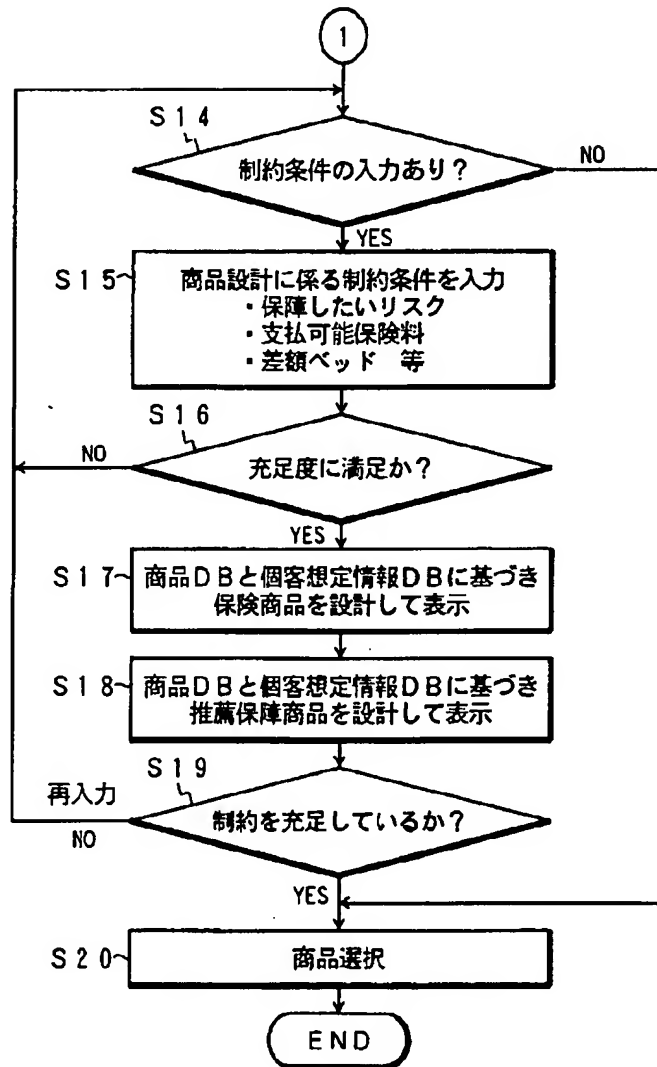 1
S14
制約条件の入力あり?
NO
YES
S15
商品設計に係る制約条件を入力
・保障したいリスク
・支払可能保険料
・差額ベッド 等
S16
NO
充足度に満足か?
YES
S17
商品DBと個客想定情報DBに基づき
保険商品を設計して表示
S18
商品DBと個客想定情報DBに基づき
推薦保障商品を設計して表示
S19
再入力
制約を充足しているか?
NO
YES
S20
商品選択
END